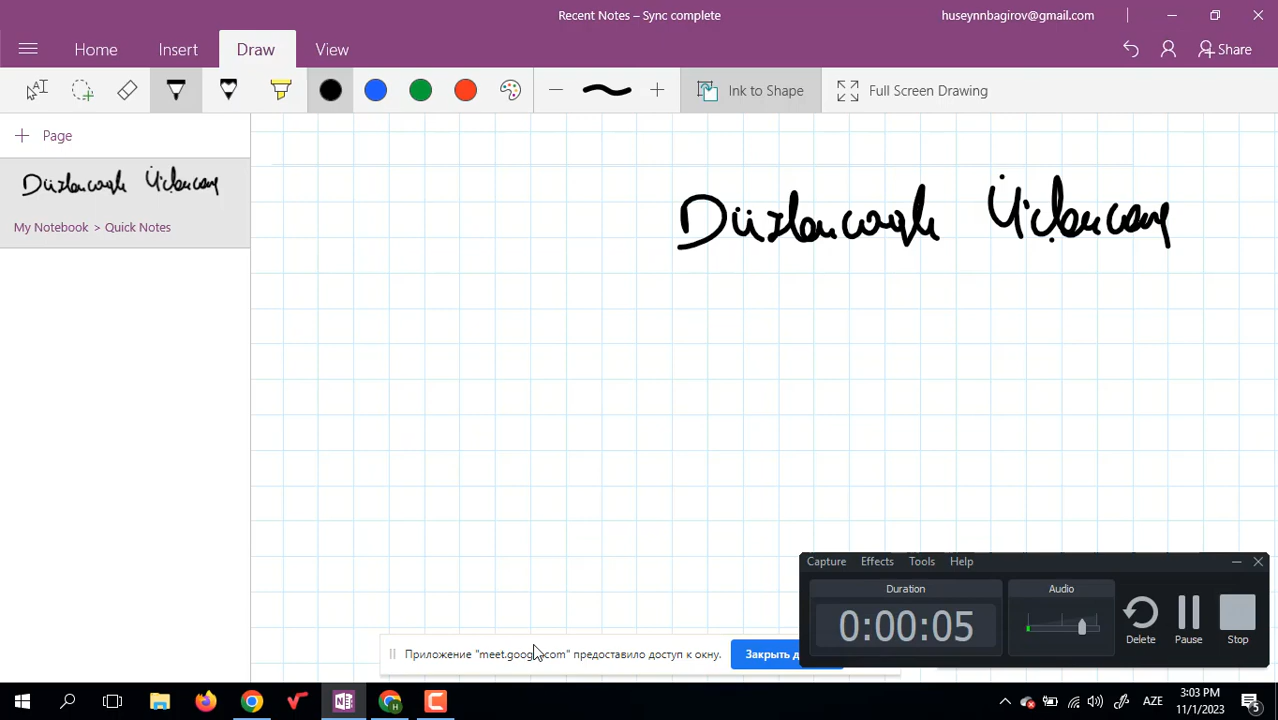 Recent Notes – Sync complete
huseynnbagirov@gmail.com
Home
Insert
Draw
View
Share
Ink to Shape
Full Screen Drawing
Page
Düzbucaqlı Üçbucaq
My Notebook > Quick Notes
Capture
Effects
Tools
Help
Duration
Audio
0:00:05
Delete
Pause
Stop
Приложение "meet.google.com" предоставило доступ к окну.
Закрыть
AZE
3:03 PM
11/1/2023
5